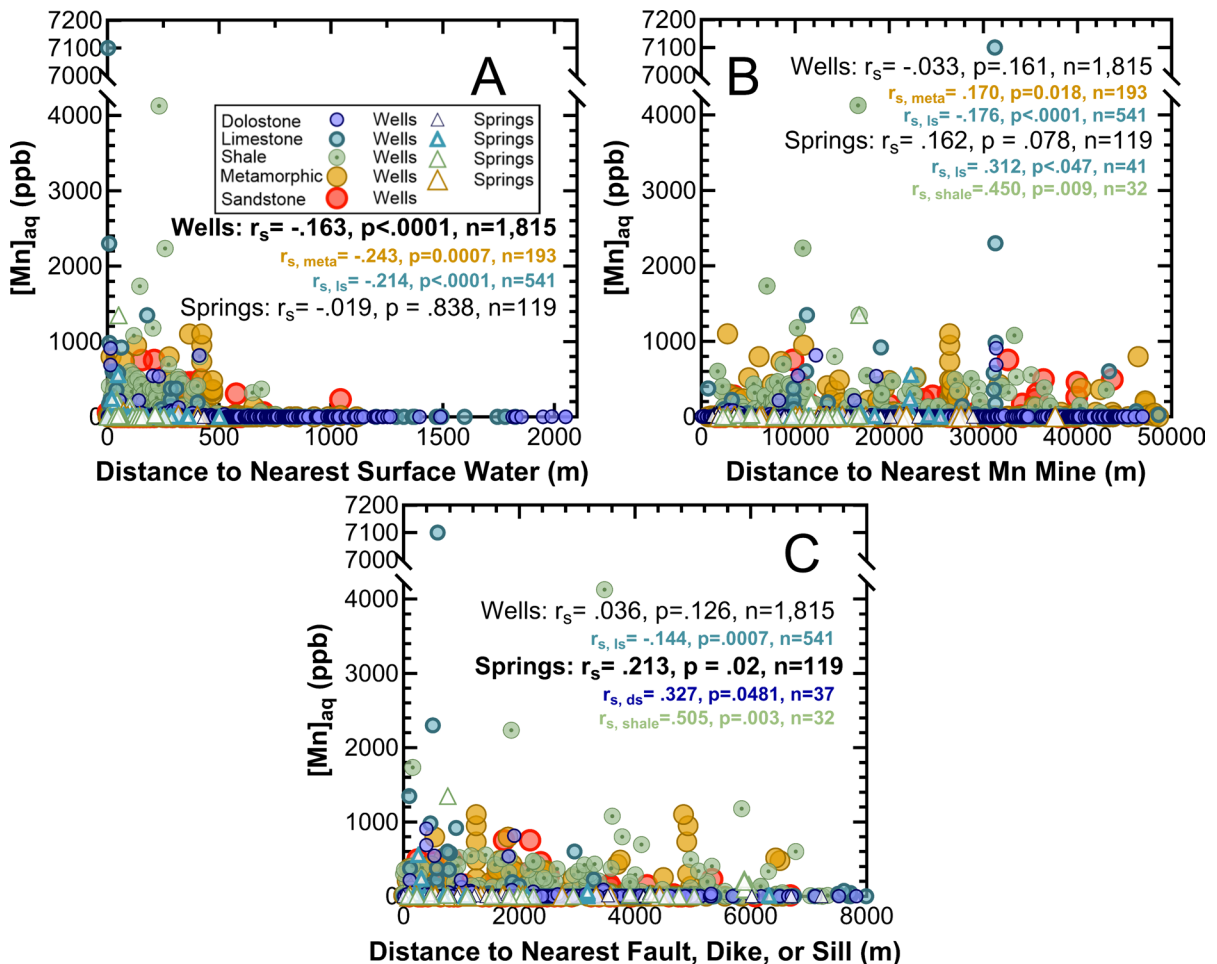 7200
7100
7000
4000
3000
2000
1000
0
[Mn]aq (ppb)
A
Dolostone Wells Springs
Limestone Wells Springs
Shale Wells Springs
Metamorphic Wells Springs
Sandstone Wells
Wells: rs= -.163, p<.0001, n=1,815
rs, meta= -.243, p=0.0007, n=193
rs, ls= -.214, p<.0001, n=541
Springs: rs= -.019, p = .838, n=119
0 500 1000 1500 2000
Distance to Nearest Surface Water (m)
7200
7100
7000
4000
3000
2000
1000
0
[Mn]aq (ppb)
B
Wells: rs= -.033, p=.161, n=1,815
rs, meta= .170, p=0.018, n=193
rs, ls= -.176, p<.0001, n=541
Springs: rs= .162, p = .078, n=119
rs, ls= .312, p<.047, n=41
rs, shale= .450, p=.009, n=32
0 10000 20000 30000 40000 50000
Distance to Nearest Mn Mine (m)
7200
7100
7000
4000
3000
2000
1000
0
[Mn]aq (ppb)
C
Wells: rs= .036, p=.126, n=1,815
rs, ls= -.144, p=.0007, n=541
Springs: rs= .213, p = .02, n=119
rs, ds= .327, p=.0481, n=37
rs, shale=.505, p=.003, n=32
0 2000 4000 6000 8000
Distance to Nearest Fault, Dike, or Sill (m)